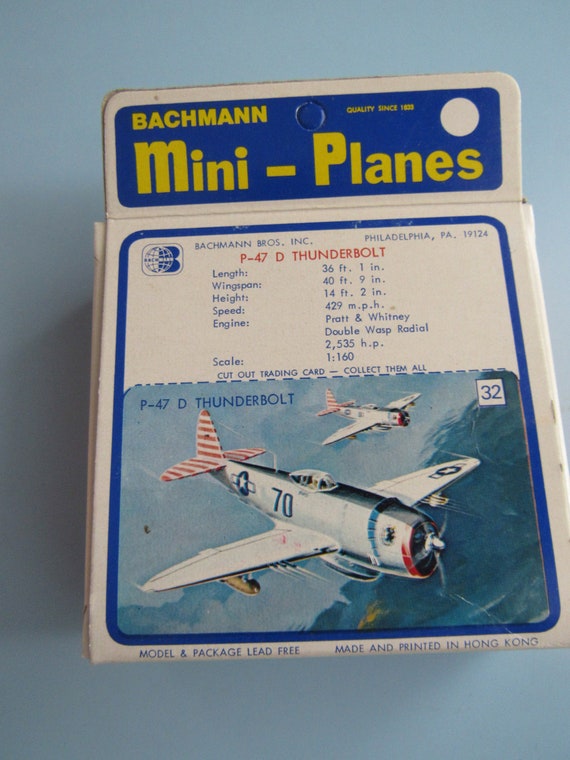 BACHMANN
QUALITY SINCE 1833
Mini – Planes
BACHMANN
BACHMANN BROS. INC. PHILADELPHIA, PA. 19124
P–47 D THUNDERBOLT
Length: 36 ft. 1 in.
Wingspan: 40 ft. 9 in.
Height: 14 ft. 2 in.
Speed: 429 m.p.h.
Engine: Pratt & Whitney
Double Wasp Radial
2,535 h.p.
Scale: 1:160
CUT OUT TRADING CARD — COLLECT THEM ALL
P–47 D THUNDERBOLT
32
70
MODEL & PACKAGE LEAD FREE MADE AND PRINTED IN HONG KONG